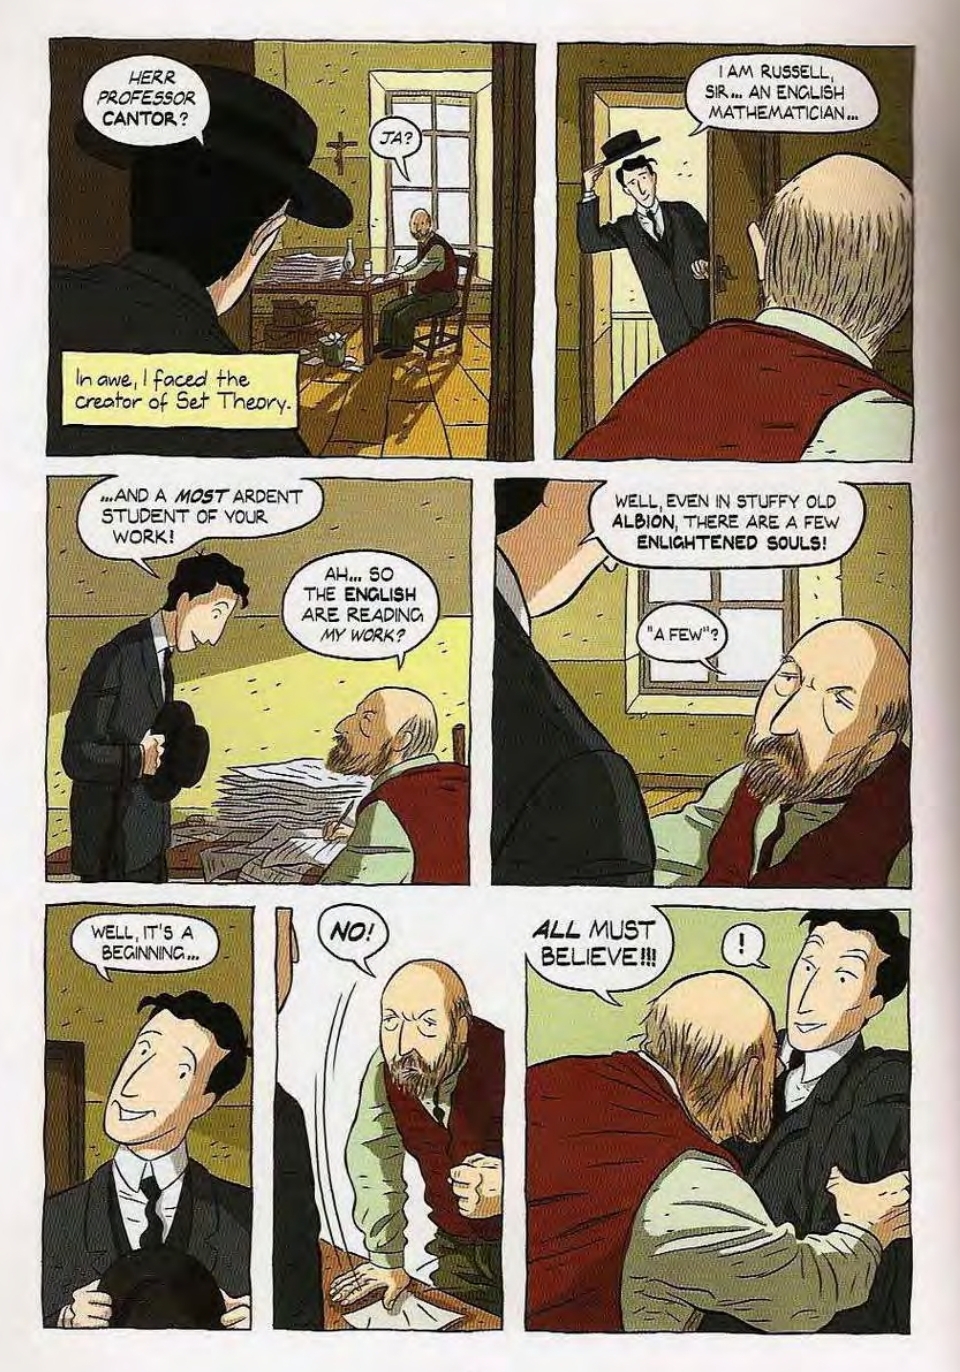 HERR
PROFESSOR
CANTOR?
JA?
In awe, I faced the
creator of Set Theory.
I AM RUSSELL,
SIR... AN ENGLISH
MATHEMATICIAN...
...AND A MOST ARDENT
STUDENT OF YOUR
WORK!
AH... SO
THE ENGLISH
ARE READING
MY WORK?
WELL, EVEN IN STUFFY OLD
ALBION, THERE ARE A FEW
ENLIGHTENED SOULS!
"A FEW"?
WELL, IT'S A
BEGINNING...
NO!
ALL MUST
BELIEVE!!!
!